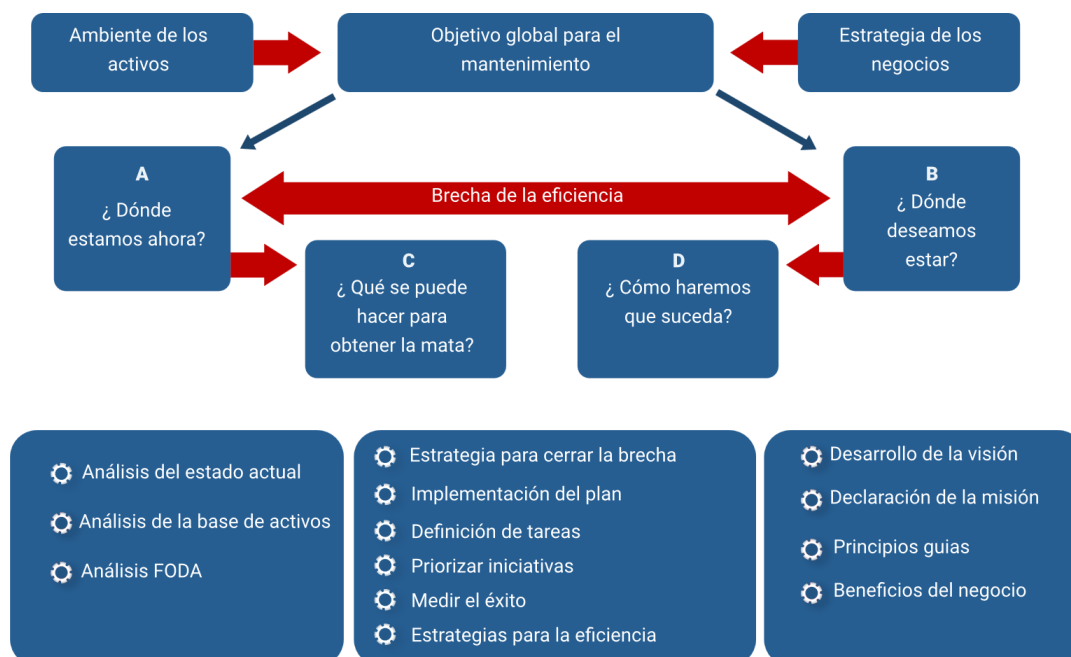 Ambiente de los
activos
Objetivo global para el
mantenimiento
Estrategia de los
negocios
A
¿ Dónde
estamos ahora?
Brecha de la eficiencia
B
¿ Dónde
deseamos
estar?
C
¿ Qué se puede
hacer para
obtener la mata?
D
¿ Cómo haremos
que suceda?
Análisis del estado actual
Análisis de la base de activos
Análisis FODA
Estrategia para cerrar la brecha
Implementación del plan
Definición de tareas
Priorizar iniciativas
Medir el éxito
Estrategias para la eficiencia
Desarrollo de la visión
Declaración de la misión
Principios guias
Beneficios del negocio